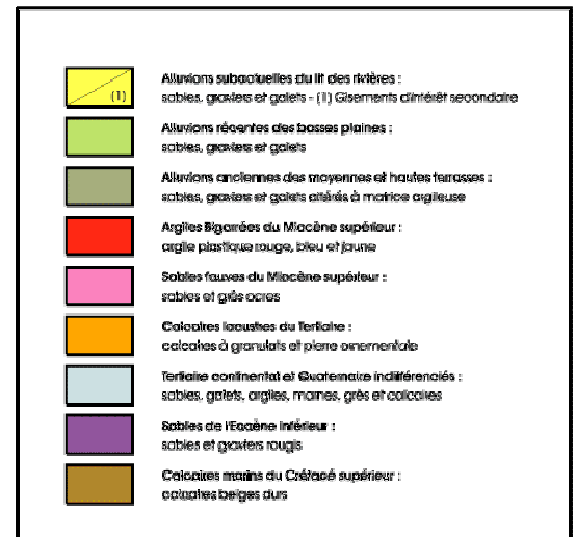 (1)
Alluvions subactuelles du lit des rivières :
sables, graviers et galets - (1) Gisements d'intérêt secondaire
Alluvions récentes des basses plaines :
sables, graviers et galets
Alluvions anciennes des moyennes et hautes terrasses :
sables, graviers et galets altérés à matrice argileuse
Argiles Bigarrées du Miocène supérieur :
argile plastique rouge, bleu et jaune
Sables fauves du Miocène supérieur :
sables et grès ocres
Calcaires lacustres du Tertiaire :
calcaires à granulats et pierre ornementale
Tertiaire continental et Quaternaire indifférenciés :
sables, galets, argiles, marnes, grès et calcaires
Sables de l'Eocène inférieur :
sables et graviers rougis
Calcaires marins du Crétacé supérieur :
calcaires beiges durs